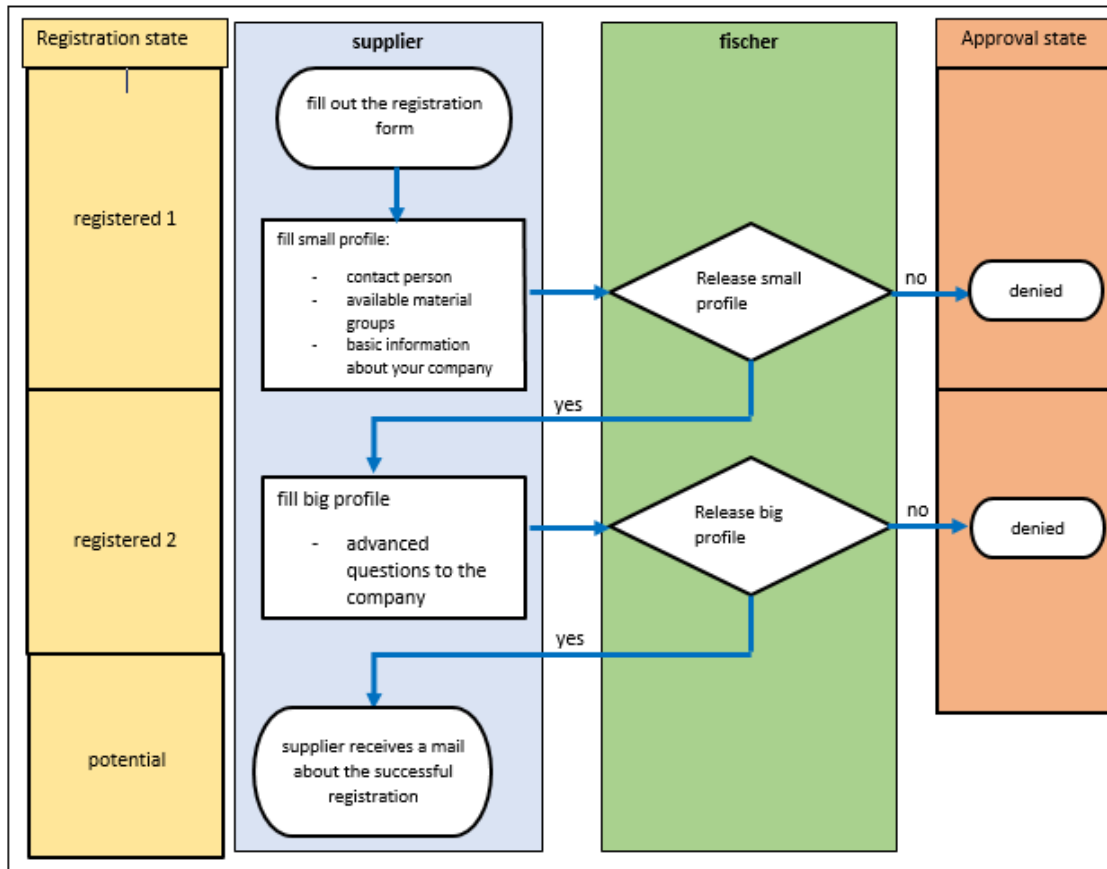 Registration state
supplier
fischer
Approval state
fill out the registration
form
registered 1
fill small profile:
- contact person
- available material
groups
- basic information
about your company
Release small
profile
no
denied
yes
registered 2
fill big profile
- advanced
questions to the
company
Release big
profile
no
denied
yes
potential
supplier receives a mail
about the successful
registration